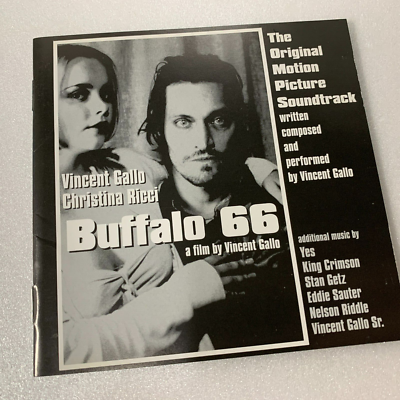 The
Original
Motion
Picture
Soundtrack
written
composed
and
performed
by Vincent Gallo
Vincent Gallo
Christina Ricci
Buffalo 66
a film by Vincent Gallo
additional music by
Yes
King Crimson
Stan Getz
Eddie Sauter
Nelson Riddle
Vincent Gallo Sr.